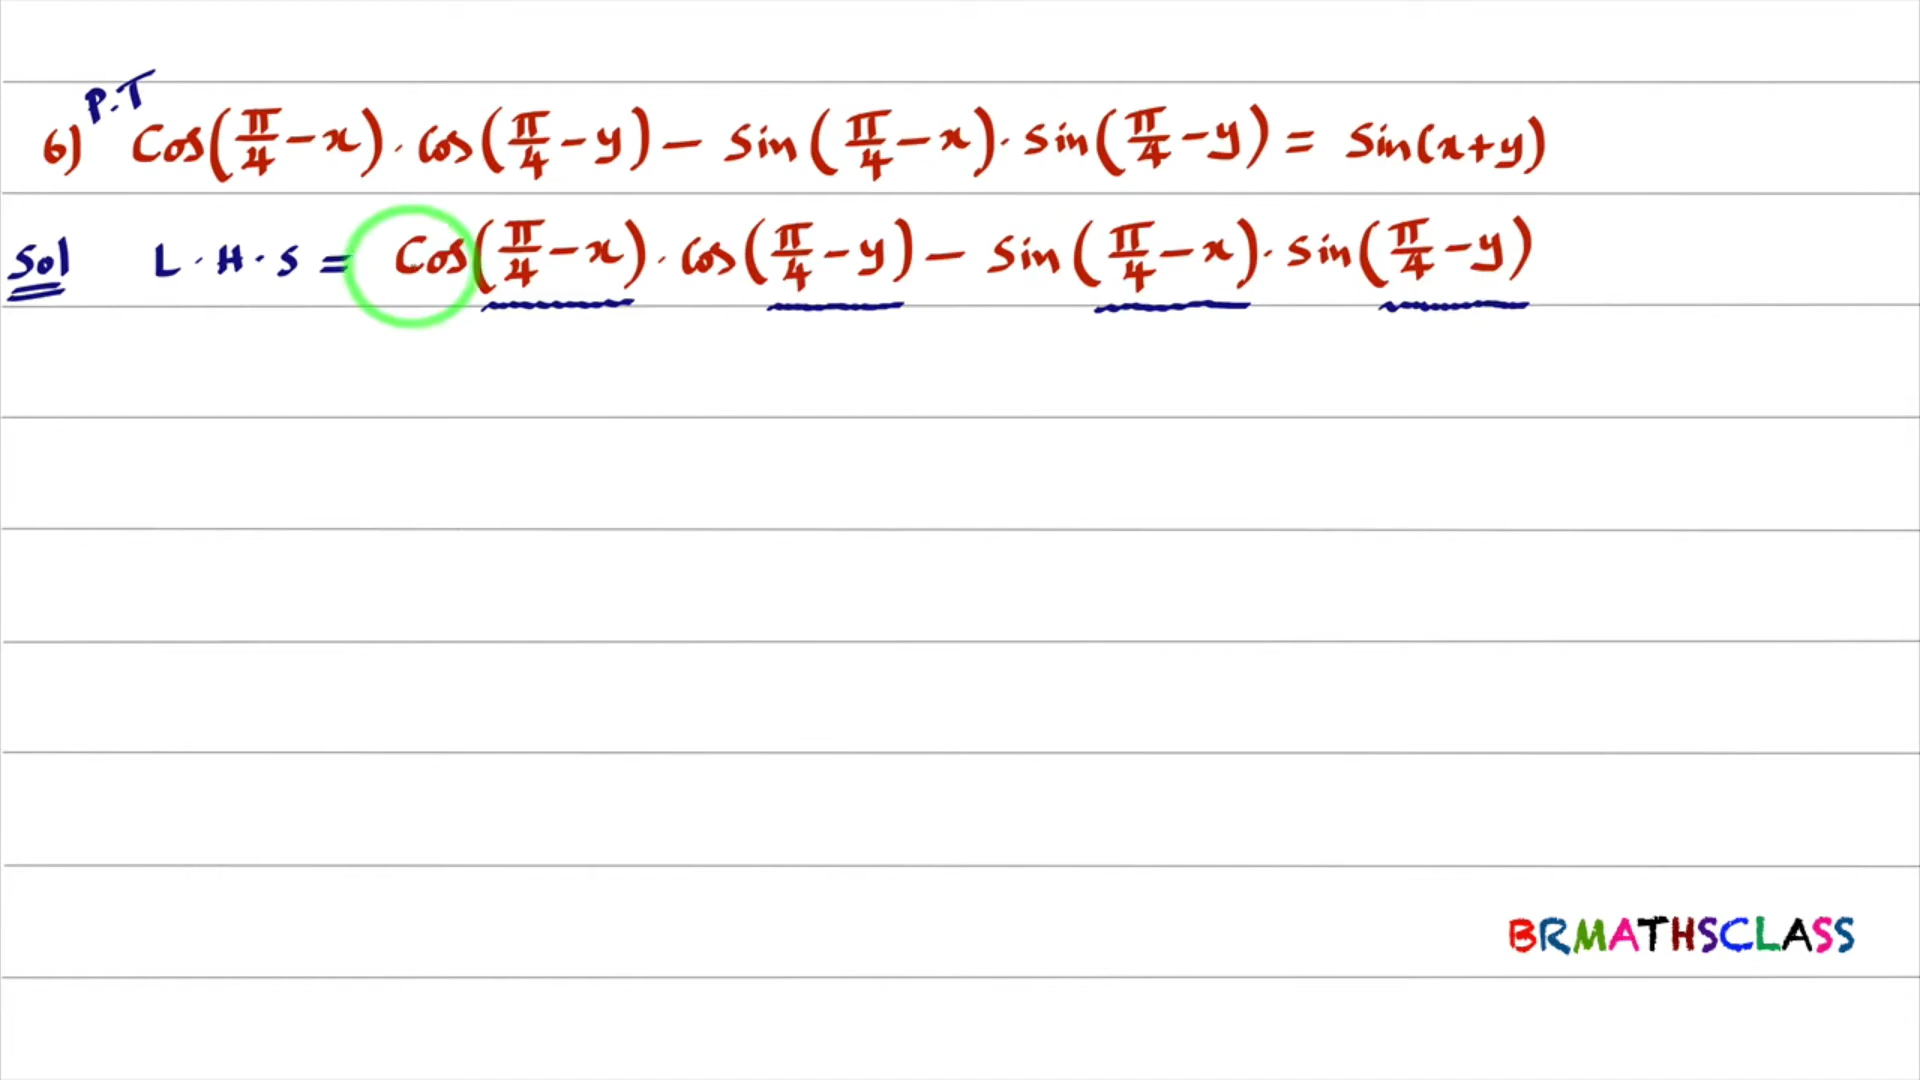 P.T
6) Cos(π/4 - x) . Cos(π/4 - y) - Sin(π/4 - x) . Sin(π/4 - y) = Sin(x+y)
Sol L.H.S = Cos(π/4 - x) . Cos(π/4 - y) - Sin(π/4 - x) . Sin(π/4 - y)
BRMATHSCLASS